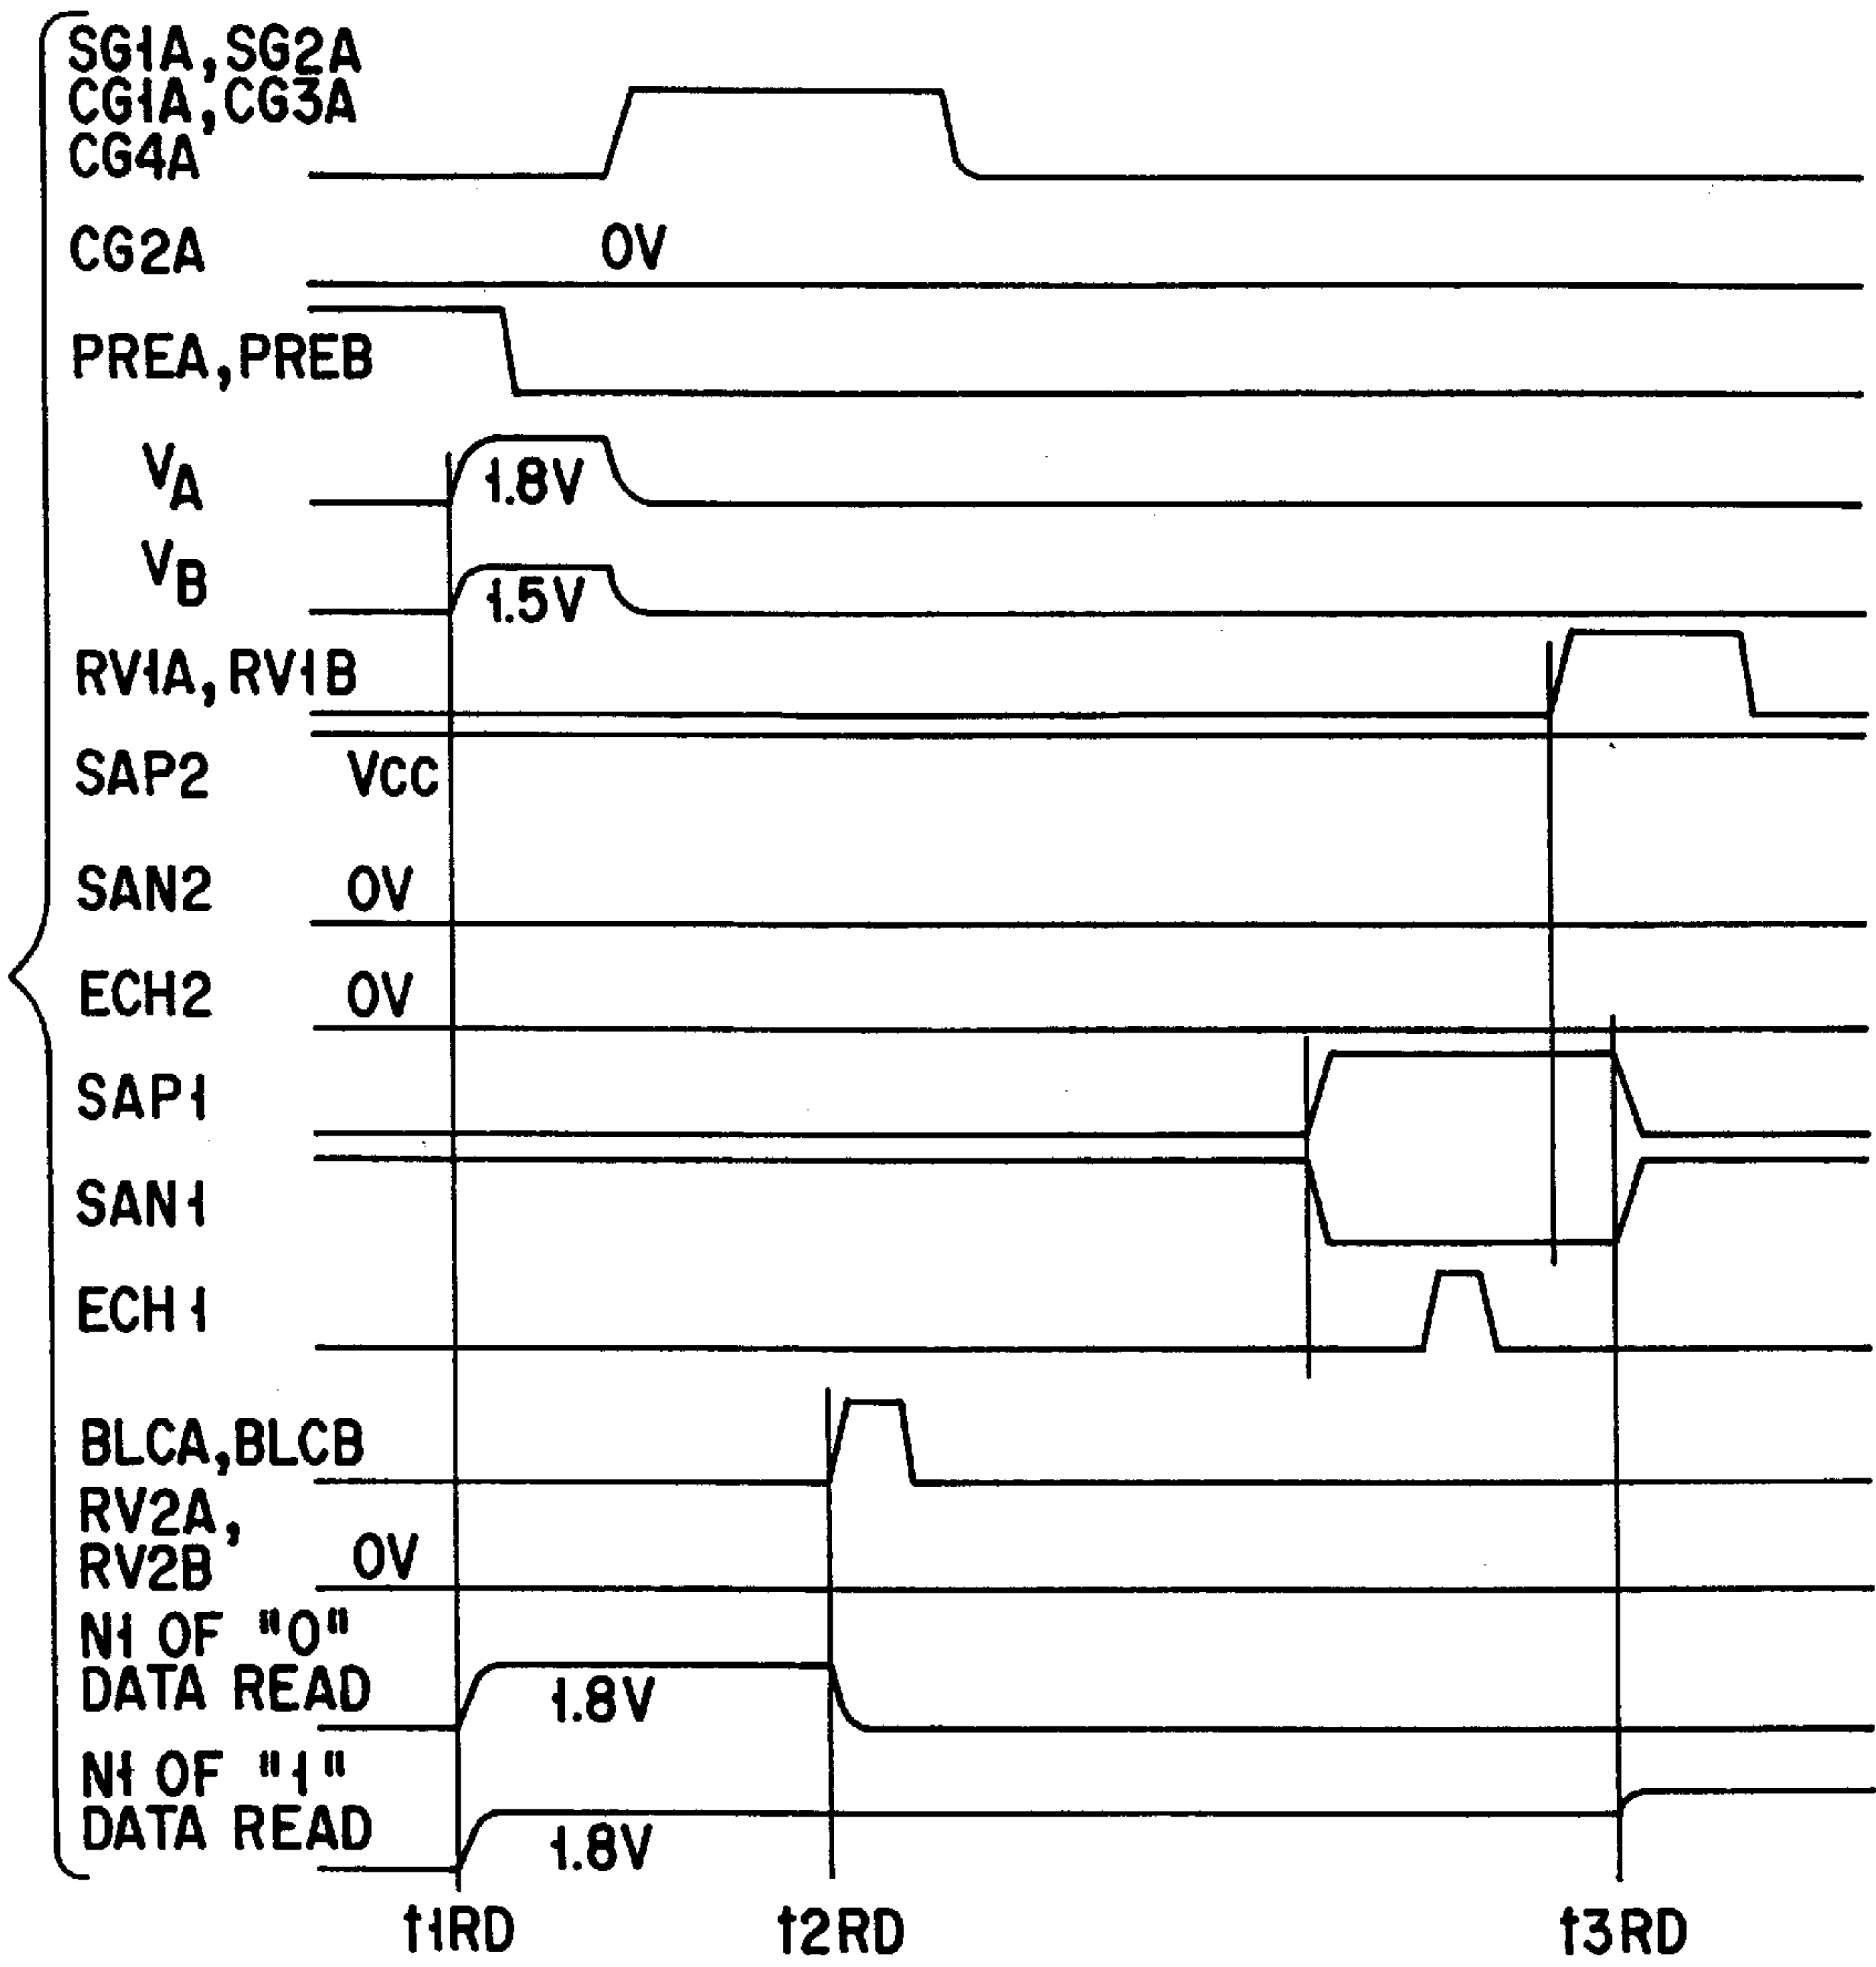 SG1A, SG2A
CG1A, CG3A
CG4A
CG2A 0V
PREA, PREB
VA 1.8V
VB 1.5V
RV1A, RV1B
SAP2 VCC
SAN2 0V
ECH2 0V
SAP1
SAN1
ECH1
BLCA, BLCB
RV2A,
RV2B 0V
N1 OF "0"
DATA READ 1.8V
N1 OF "1"
DATA READ 1.8V
t1RD t2RD t3RD